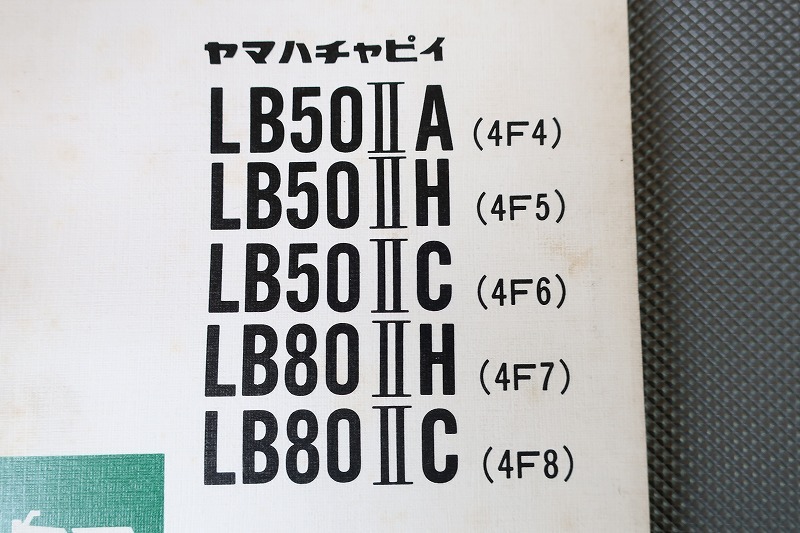 ヤマハチャピイ
LB50ⅡA (4F4)
LB50ⅡH (4F5)
LB50ⅡC (4F6)
LB80ⅡH (4F7)
LB80ⅡC (4F8)